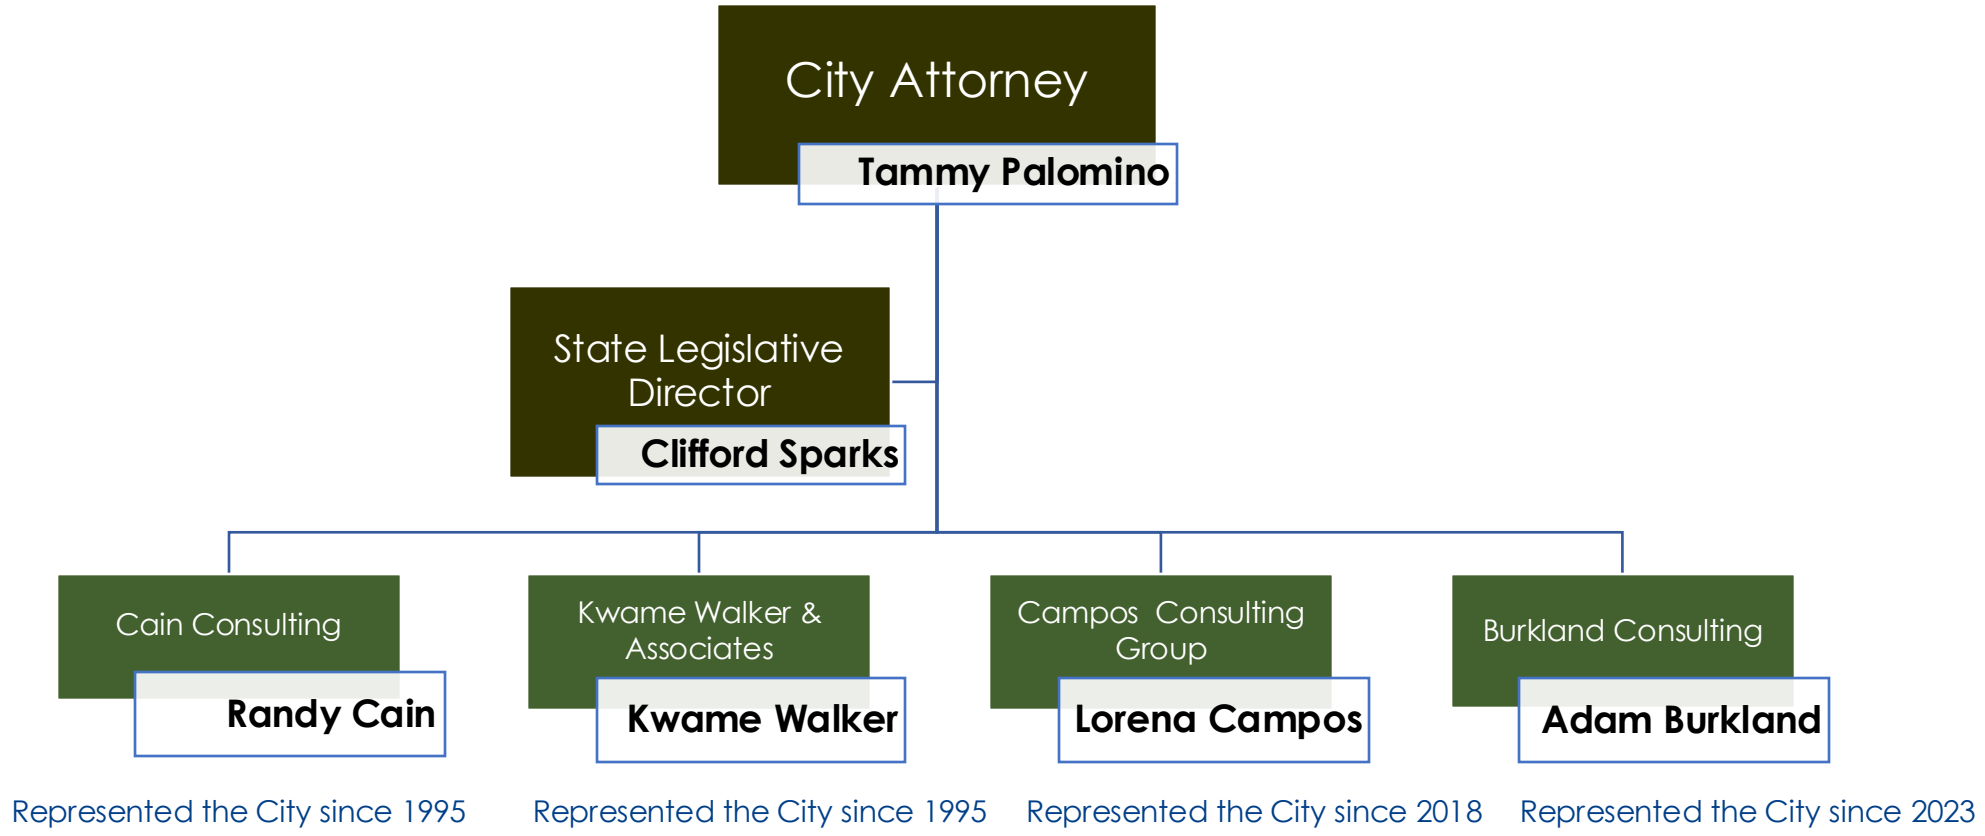 City Attorney
Tammy Palomino
State Legislative
Director
Clifford Sparks
Cain Consulting
Randy Cain
Represented the City since 1995
Kwame Walker &
Associates
Kwame Walker
Represented the City since 1995
Campos Consulting
Group
Lorena Campos
Represented the City since 2018
Burkland Consulting
Adam Burkland
Represented the City since 2023